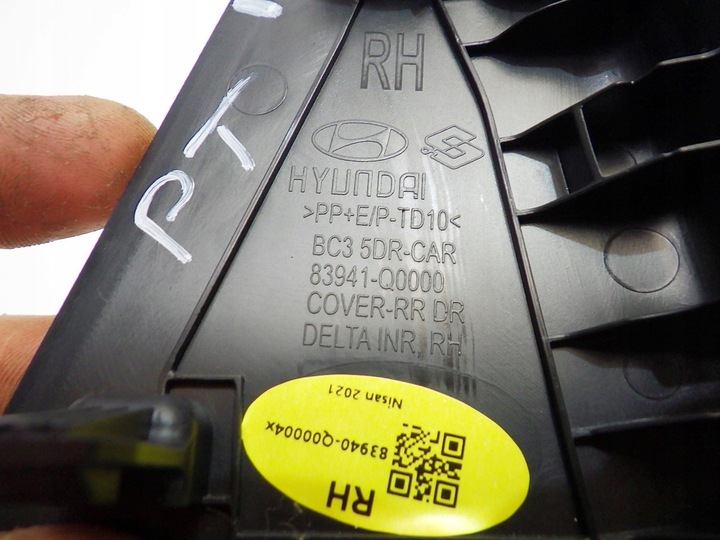 PT
RH
HYUNDAI
>PP+E/P-TD10<
BC3 5DR-CAR
83941-Q0000
COVER-RR DR
DELTA INR, RH
RH
83940-Q00004x
Nisan 2021